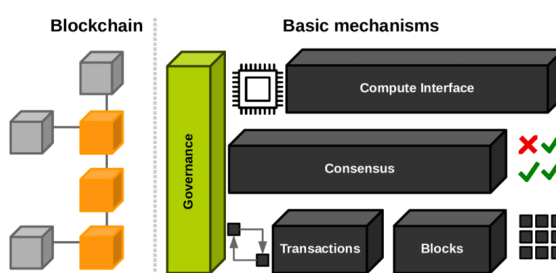 Blockchain
Basic mechanisms
Governance
Compute Interface
Consensus
Transactions
Blocks